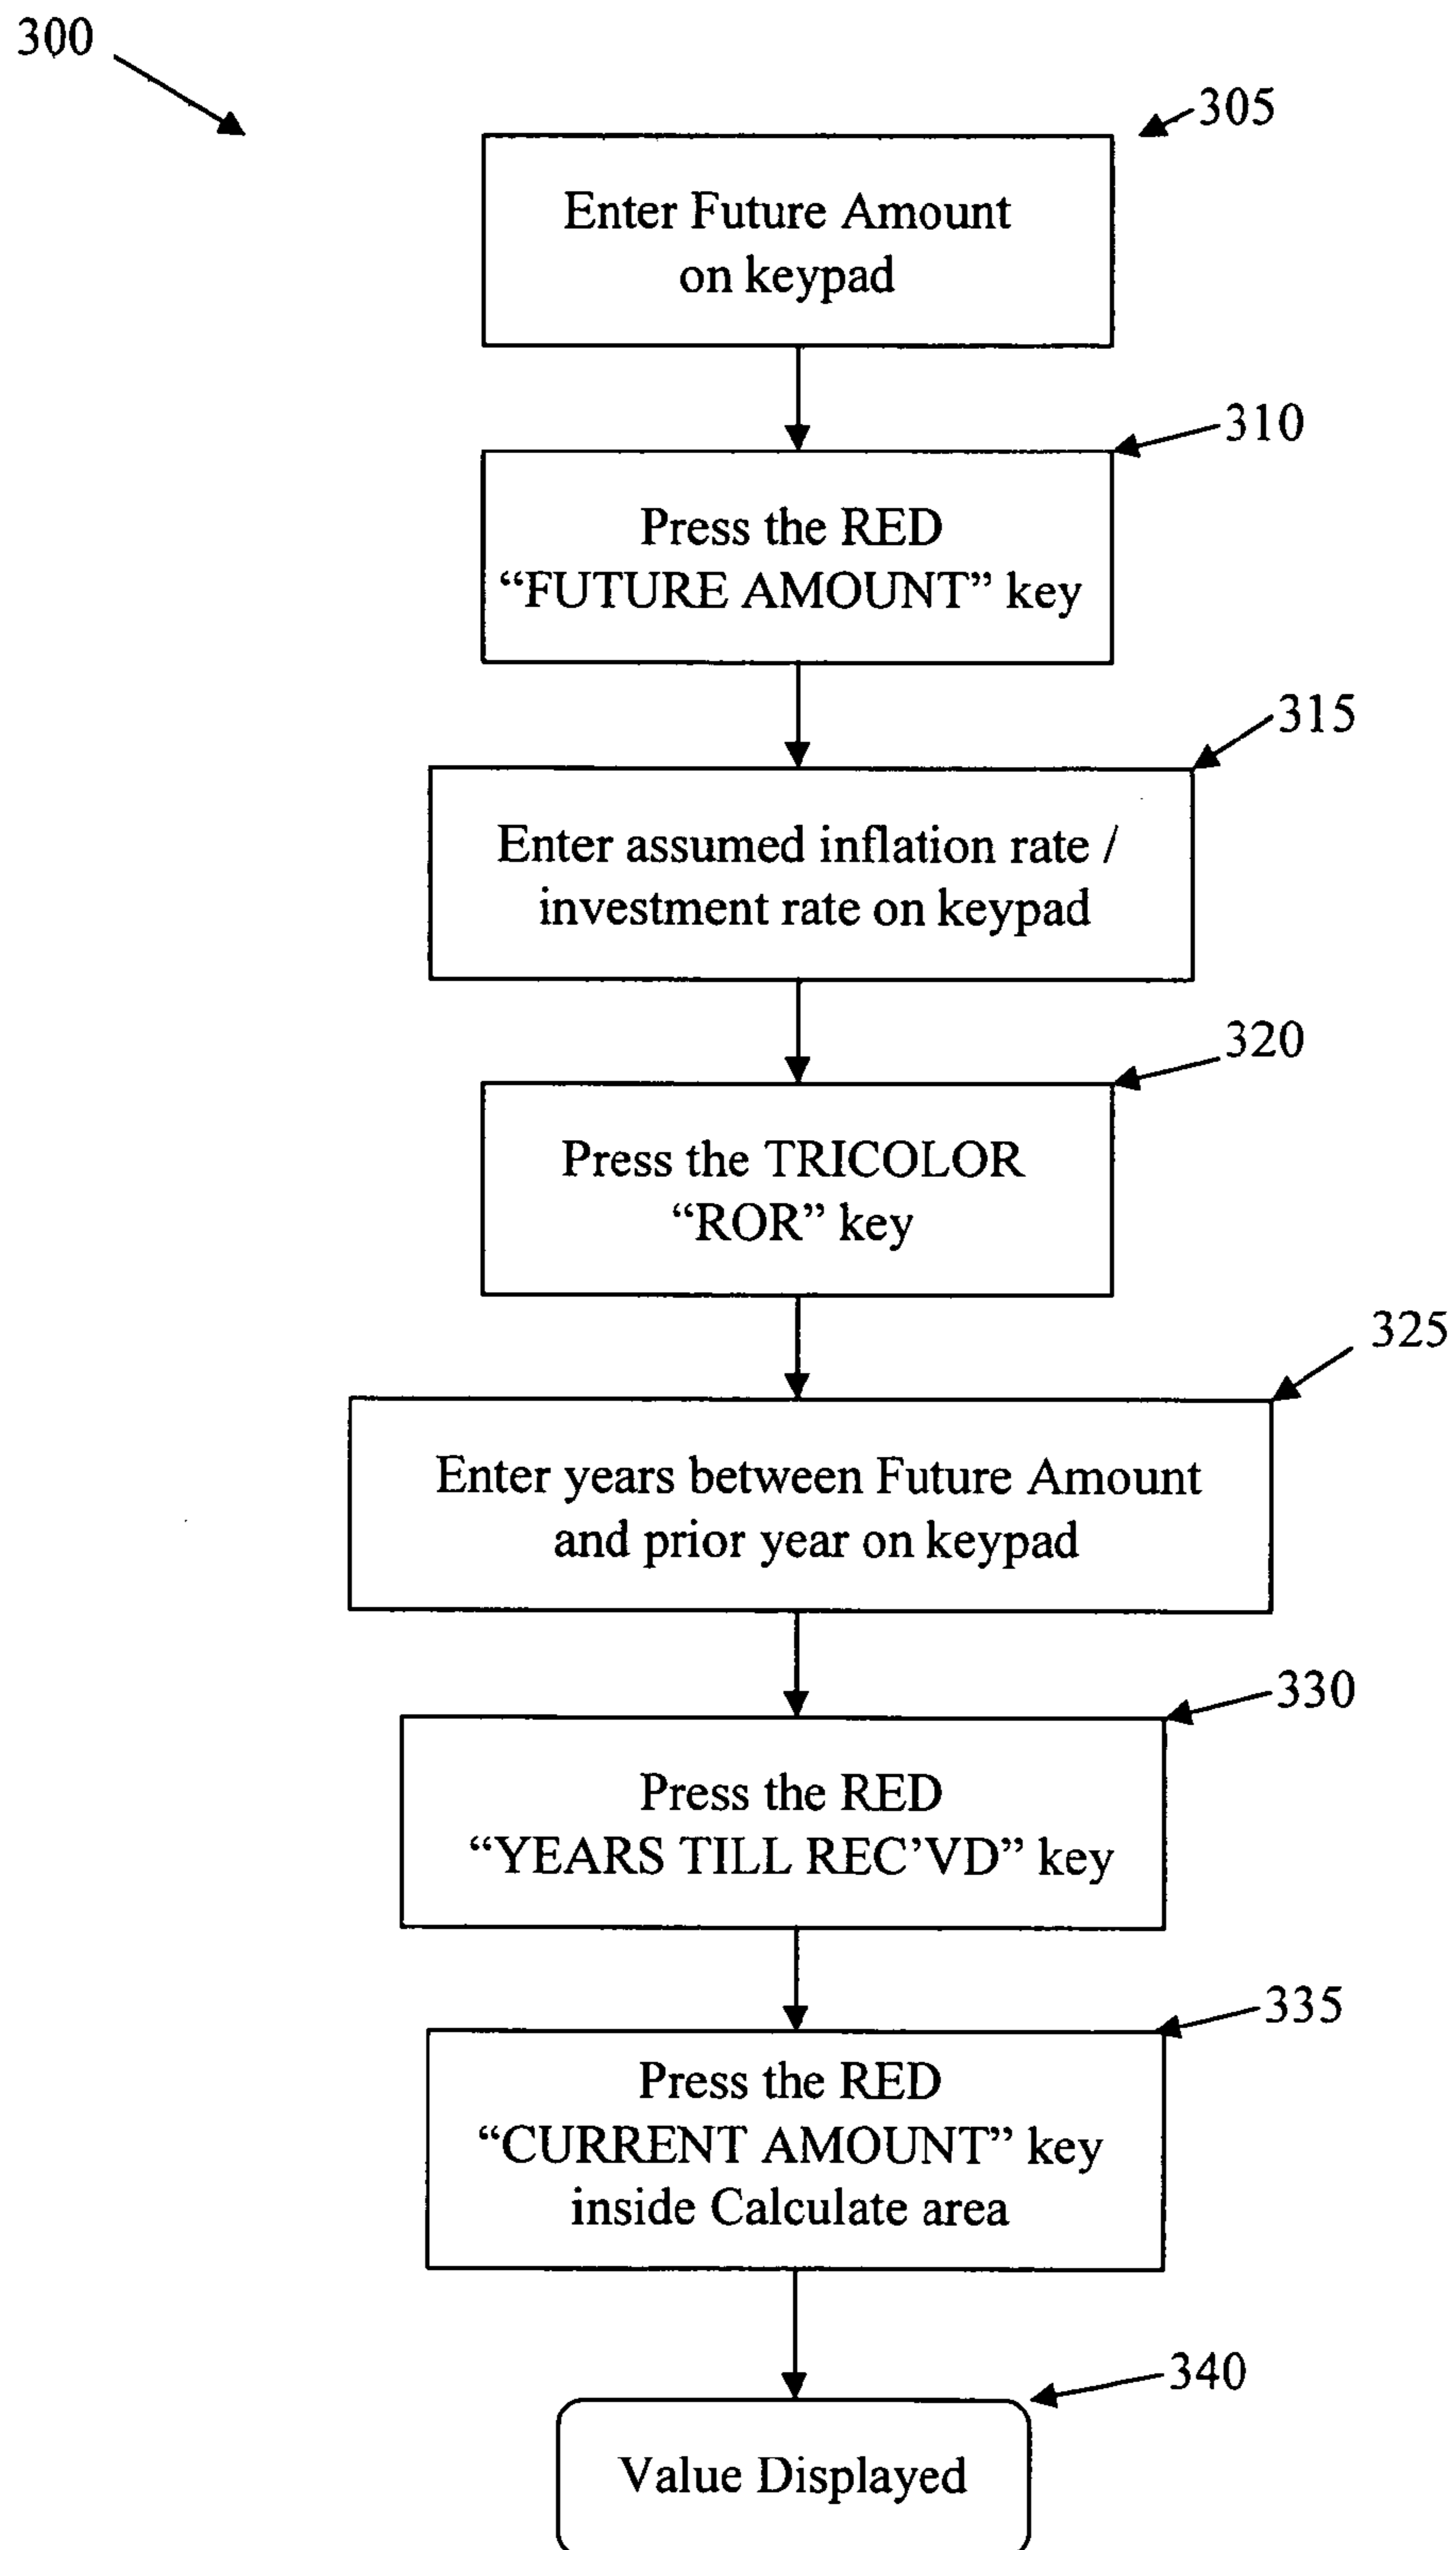 300
305
Enter Future Amount
on keypad
310
Press the RED
“FUTURE AMOUNT” key
315
Enter assumed inflation rate /
investment rate on keypad
320
Press the TRICOLOR
“ROR” key
325
Enter years between Future Amount
and prior year on keypad
330
Press the RED
“YEARS TILL REC’VD” key
335
Press the RED
“CURRENT AMOUNT” key
inside Calculate area
340
Value Displayed